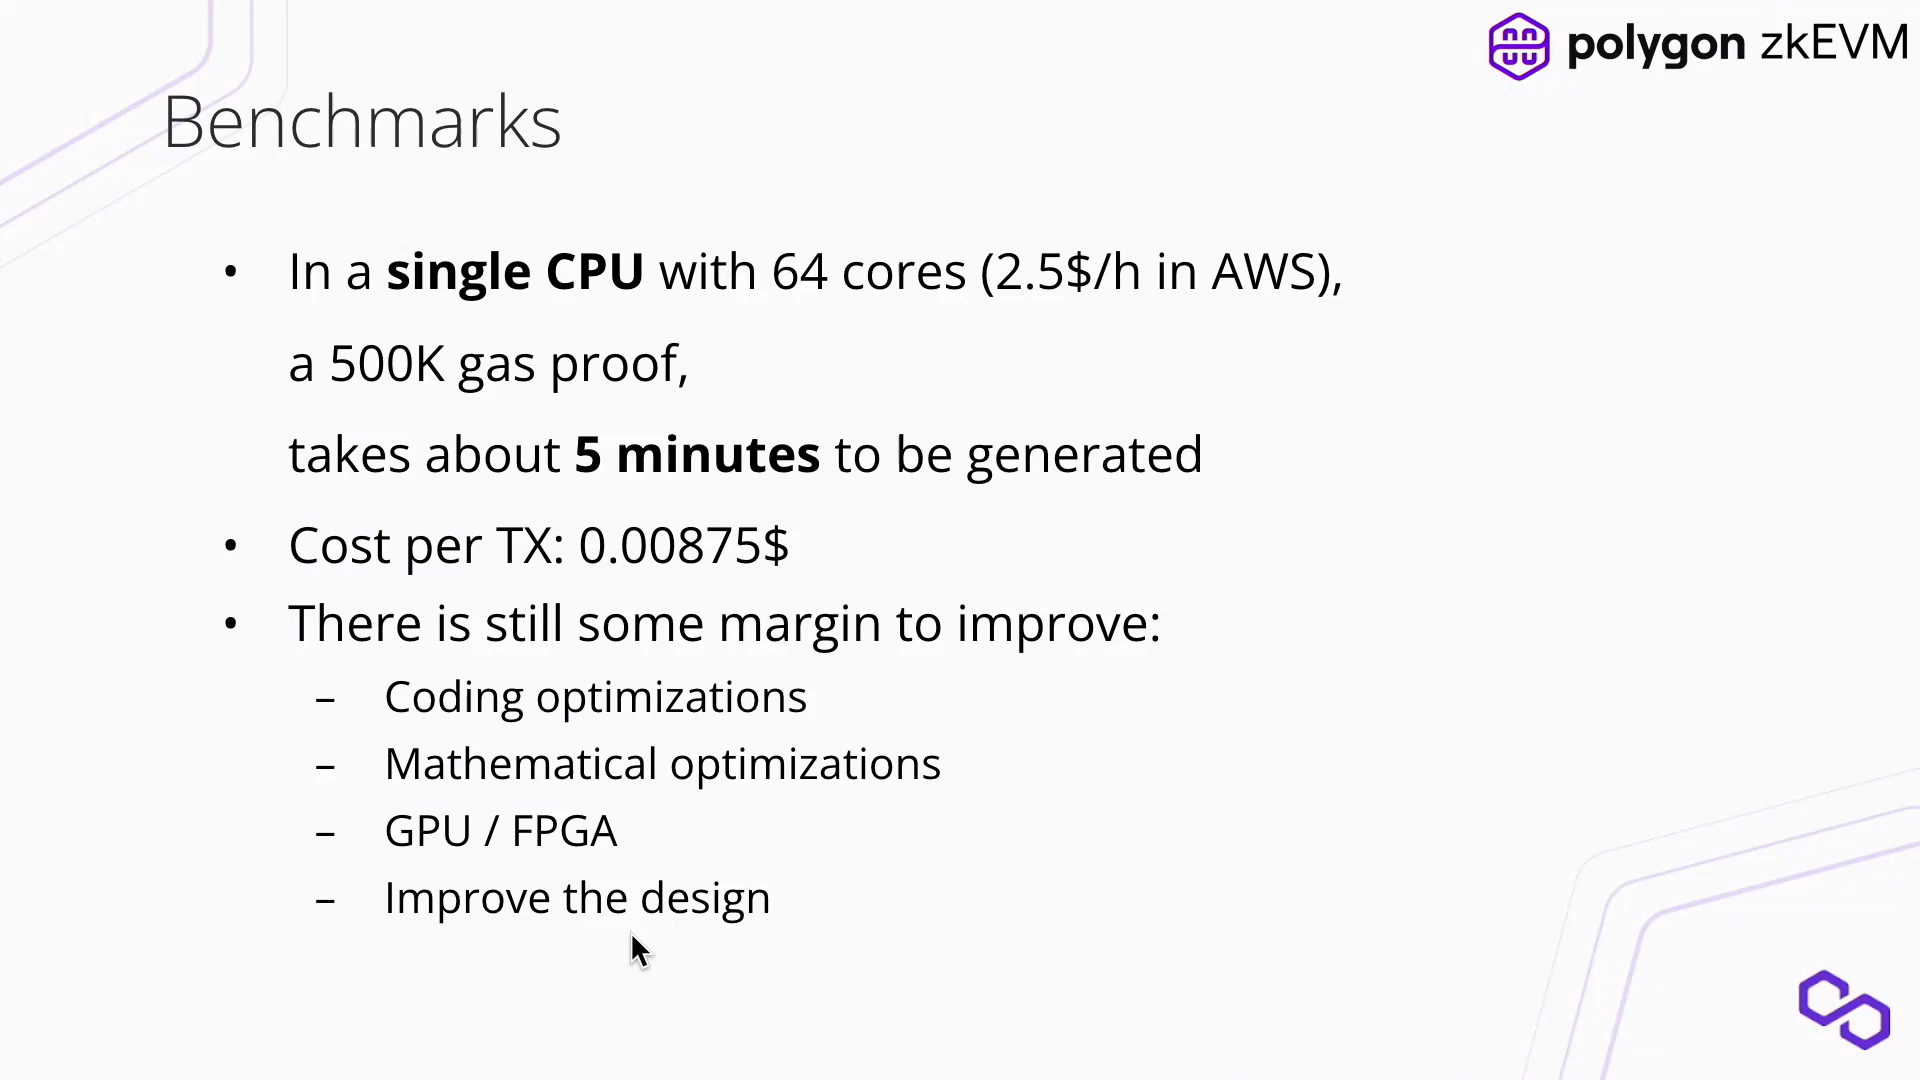 polygon zkEVM
Benchmarks
• In a single CPU with 64 cores (2.5$/h in AWS),
a 500K gas proof,
takes about 5 minutes to be generated
• Cost per TX: 0.00875$
• There is still some margin to improve:
– Coding optimizations
– Mathematical optimizations
– GPU / FPGA
– Improve the design